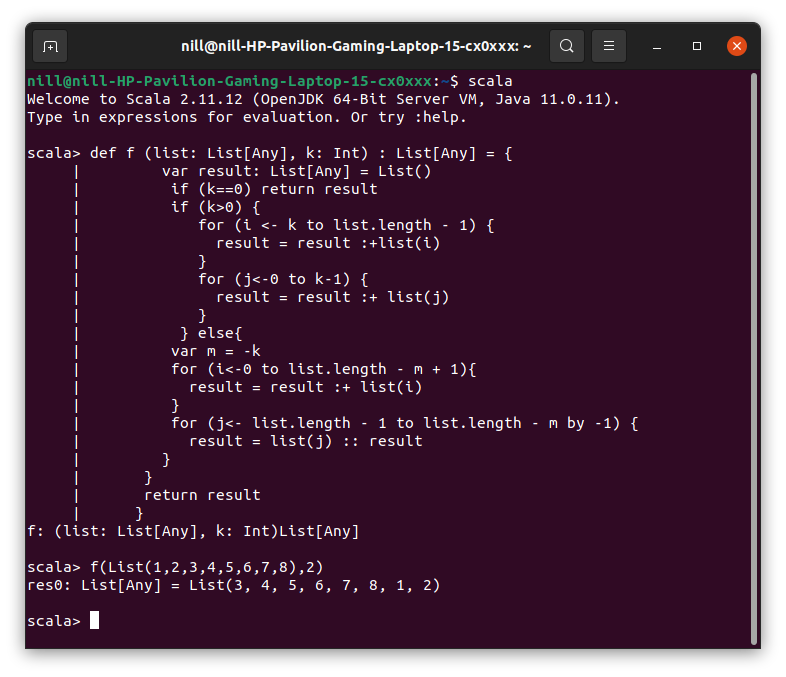 nill@nill-HP-Pavilion-Gaming-Laptop-15-cx0xxx: ~
nill@nill-HP-Pavilion-Gaming-Laptop-15-cx0xxx:~$ scala
Welcome to Scala 2.11.12 (OpenJDK 64-Bit Server VM, Java 11.0.11).
Type in expressions for evaluation. Or try :help.
scala> def f (list: List[Any], k: Int) : List[Any] = {
     |         var result: List[Any] = List()
     |          if (k==0) return result
     |          if (k>0) {
     |             for (i <- k to list.length - 1) {
     |               result = result :+list(i)
     |             }
     |             for (j<-0 to k-1) {
     |               result = result :+ list(j)
     |             }
     |           } else{
     |          var m = -k
     |          for (i<-0 to list.length - m + 1){
     |            result = result :+ list(i)
     |          }
     |          for (j<- list.length - 1 to list.length - m by -1) {
     |            result = list(j) :: result
     |         }
     |       }
     |       return result
     |      }
f: (list: List[Any], k: Int)List[Any]
scala> f(List(1,2,3,4,5,6,7,8),2)
res0: List[Any] = List(3, 4, 5, 6, 7, 8, 1, 2)
scala>